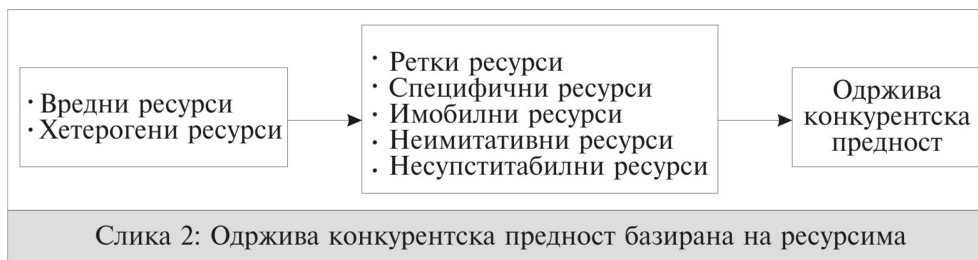 · Вредни ресурси
· Хетерогени ресурси
· Ретки ресурси
· Специфични ресурси
· Имобилни ресурси
· Неимитативни ресурси
· Несупститабилни ресурси
Одржива
конкурентска
предност
Слика 2: Одржива конкурентска предност базирана на ресурсима